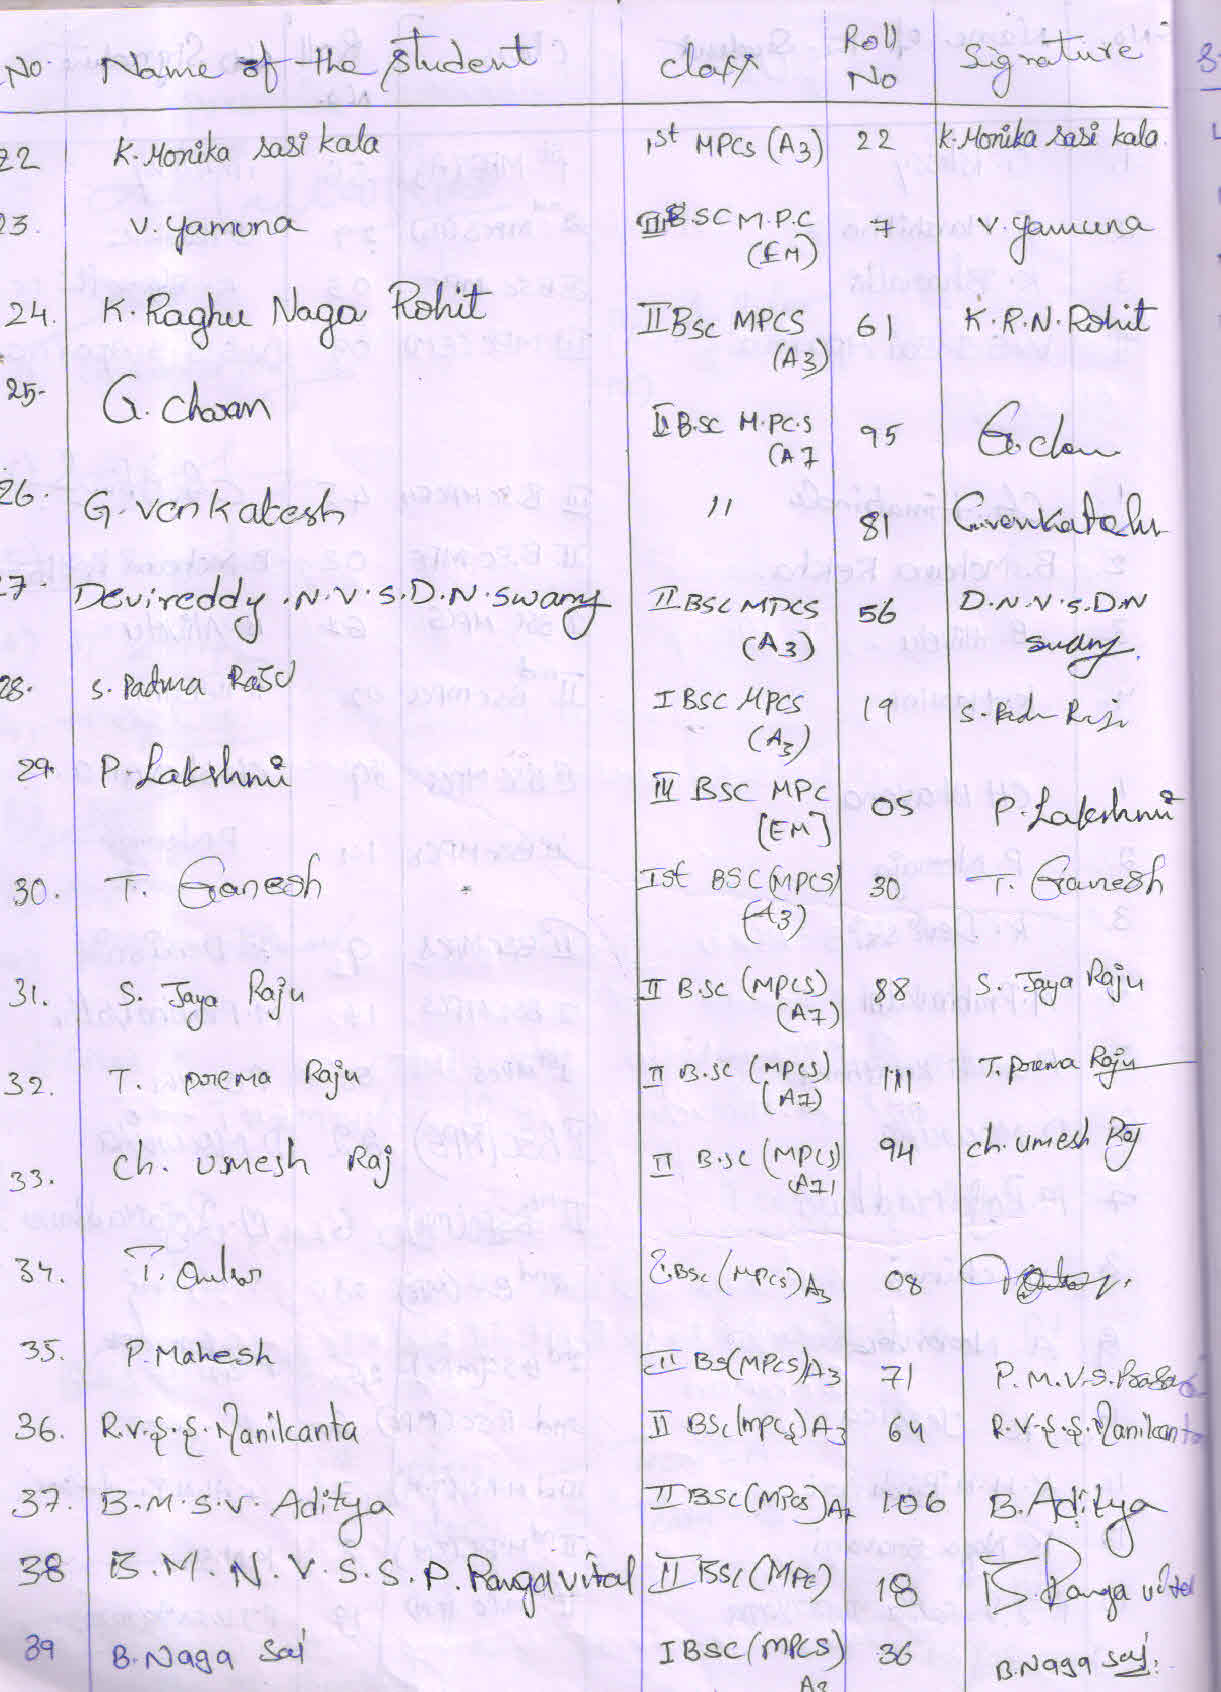 .No. Name of the student class Roll No Signature
22 K. Monika sasi kala 1st MPCs (A3) 22 K. Monika sasi kala
23. V. yamuna III BSC M.P.C 7 V. yamuna
(EM)
24. K. Raghu Naga Rohit II BSC MPCS 61 K.R.N. Rohit
(A3)
25. G. Charan II B.SC M.PC.S 95
(A7
26. G. venkatesh " 81 G. venkatesh
27. Devireddy .N.V.S.D.N. swamy II BSC MPCS 56 D.N.V.S.D.N
(A3) swamy
28. S. Padma Raju I BSC MPCS 19 S. Padma Raju
(A3)
29. P. Lakshmi III BSC MPC 05 P. Lakshmi
[EM]
30. T. Ganesh Ist BSC (MPCS) 30 T. Ganesh
(A3)
31. S. Jaya Raju II B.SC (MPCS) 88 S. Jaya Raju
(A7)
32. T. prema Raju II B.SC (MPCS) 111 T. prema Raju
(A7)
33. Ch. Umesh Raj II B.SC (MPCS) 94 ch. Umesh Raj
(A7)
34. T. BSC (MPCS) A3 08
35. P. Mahesh II BS(MPCS) A3 71 P.M.V.S. Prasad
36. R.V.S.S. Manikanta II BSC (MPCS) A3 64 R.V.S.S. Manikanta
37. B.M.S.V. Aditya II BSC (MPCS) A7 106 B. Aditya
38 B.M.N.V.S.S.P. Ranga vital II BSC (MPE) 18 B. Ranga vital
39 B. Naga sai I BSC (MPCS) 36 B. Naga sai
A3